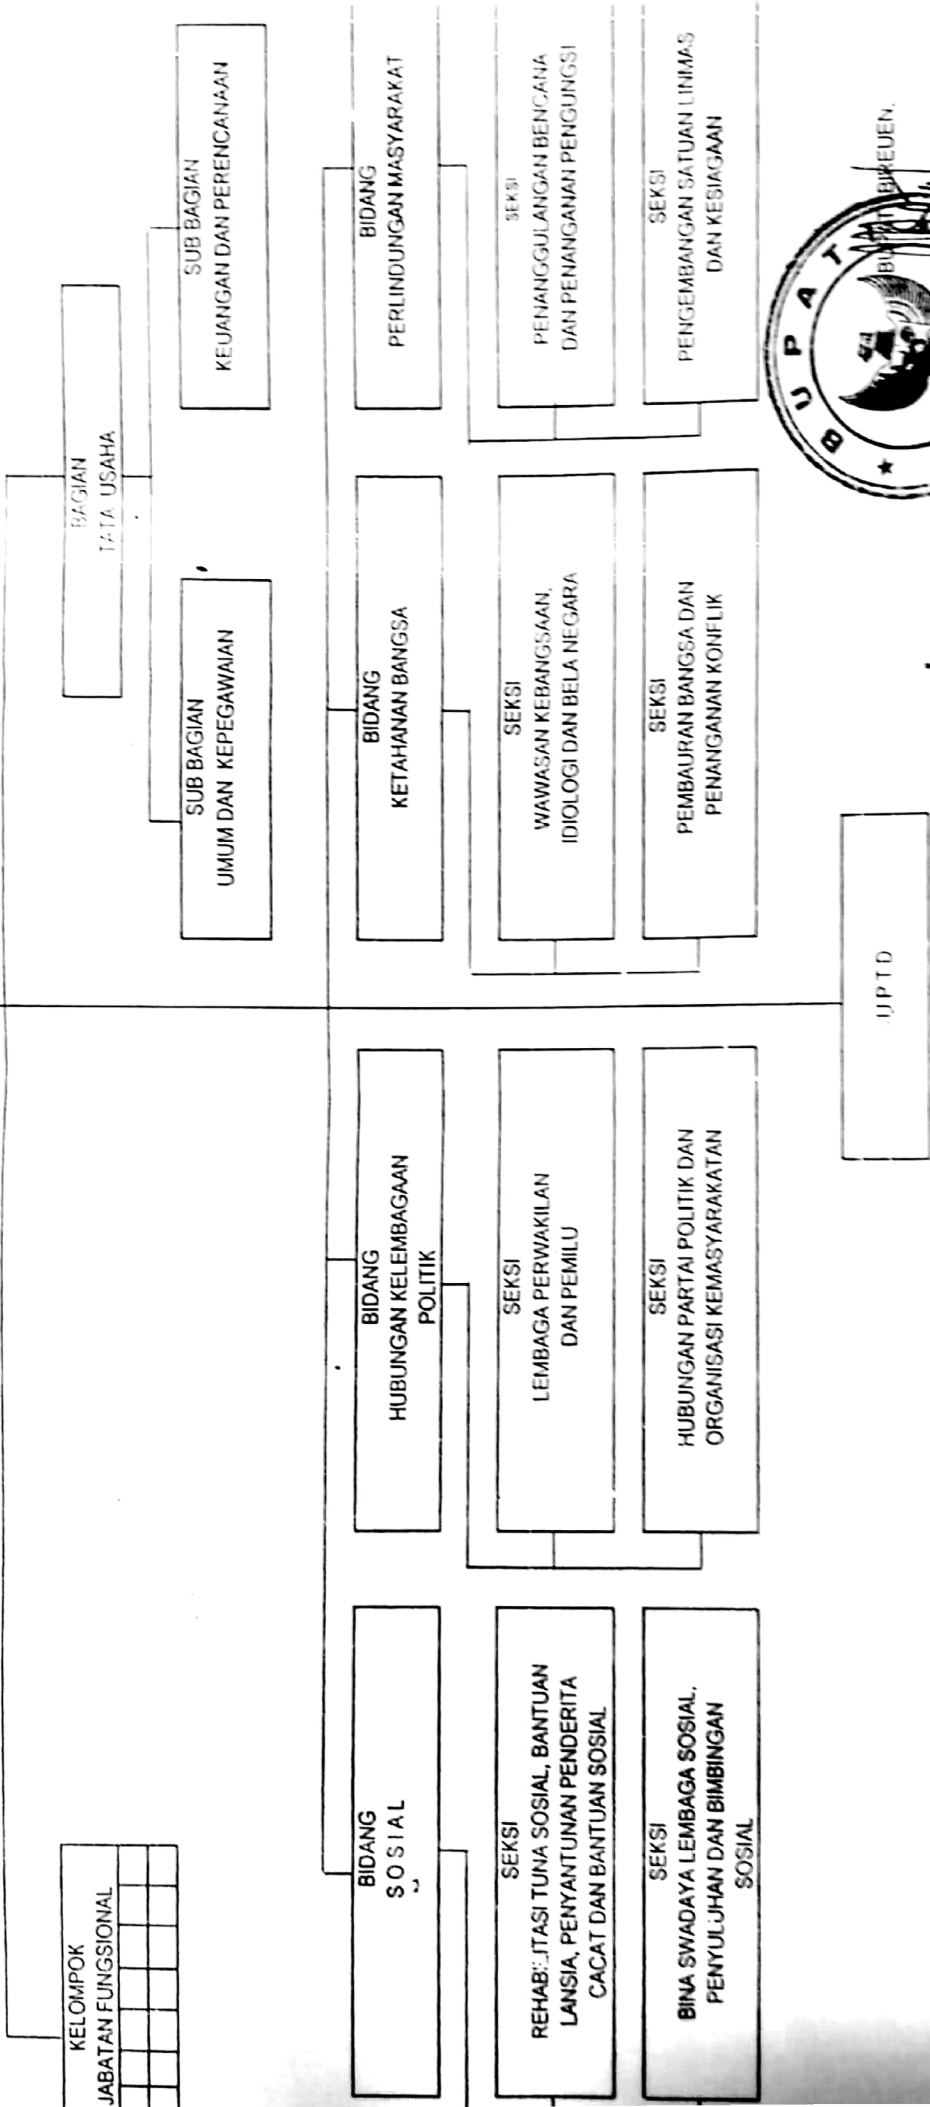 KELOMPOK
JABATAN FUNGSIONAL
BAGIAN
TATA USAHA
SUB BAGIAN
UMUM DAN KEPEGAWAIAN
SUB BAGIAN
KEUANGAN DAN PERENCANAAN
BIDANG
S O S I A L
BIDANG
HUBUNGAN KELEMBAGAAN
POLITIK
BIDANG
KETAHANAN BANGSA
BIDANG
PERLINDUNGAN MASYARAKAT
SEKSI
REHABILITASI TUNA SOSIAL, BANTUAN
LANSIA, PENYANTUNAN PENDERITA
CACAT DAN BANTUAN SOSIAL
SEKSI
LEMBAGA PERWAKILAN
DAN PEMILU
SEKSI
WAWASAN KEBANGSAAN,
IDIOLOGI DAN BELA NEGARA
SEKSI
PENANGGULANGAN BENCANA
DAN PENANGANAN PENGUNGSI
SEKSI
BINA SWADAYA LEMBAGA SOSIAL,
PENYULUHAN DAN BIMBINGAN
SOSIAL
SEKSI
HUBUNGAN PARTAI POLITIK DAN
ORGANISASI KEMASYARAKATAN
SEKSI
PEMBAURAN BANGSA DAN
PENANGANAN KONFLIK
SEKSI
PENGEMBANGAN SATUAN LINMAS
DAN KESIAGAAN
UPTD
BUPATI BIREUEN,
B U P A T